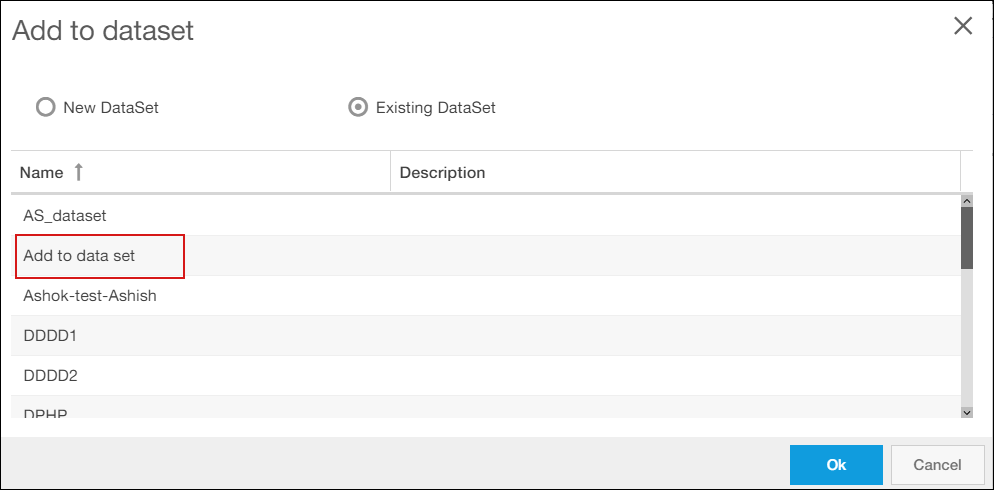 Add to dataset
New DataSet Existing DataSet
Name Description
AS_dataset
Add to data set
Ashok-test-Ashish
DDDD1
DDDD2
DPHP
Ok Cancel